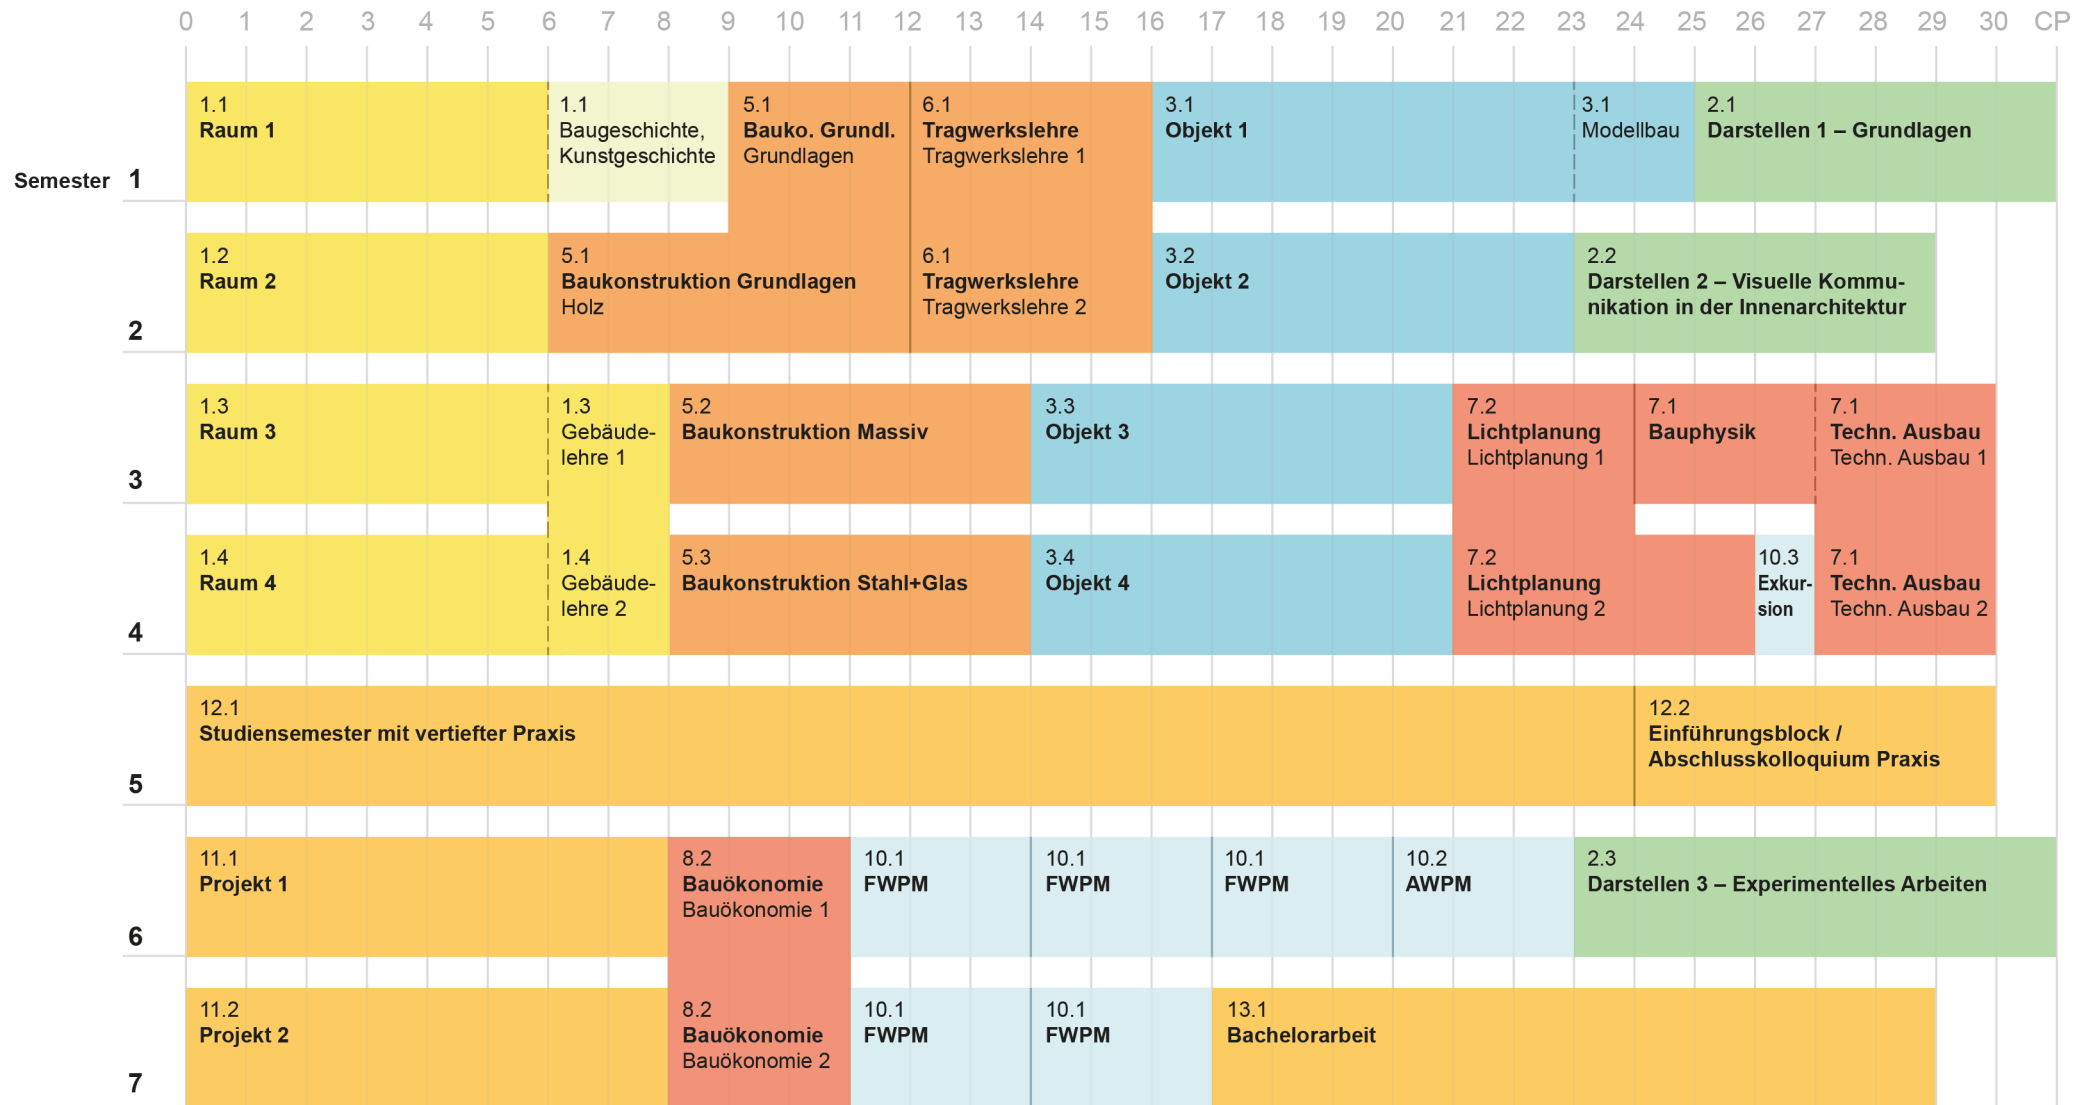 0 1 2 3 4 5 6 7 8 9 10 11 12 13 14 15 16 17 18 19 20 21 22 23 24 25 26 27 28 29 30 CP
Semester 1
1.1
Raum 1
1.1
Baugeschichte,
Kunstgeschichte
5.1
Bauko. Grundl.
Grundlagen
6.1
Tragwerkslehre
Tragwerkslehre 1
3.1
Objekt 1
3.1
Modellbau
2.1
Darstellen 1 – Grundlagen
2
1.2
Raum 2
5.1
Baukonstruktion Grundlagen
Holz
6.1
Tragwerkslehre
Tragwerkslehre 2
3.2
Objekt 2
2.2
Darstellen 2 – Visuelle Kommu-
nikation in der Innenarchitektur
3
1.3
Raum 3
1.3
Gebäude-
lehre 1
5.2
Baukonstruktion Massiv
3.3
Objekt 3
7.2
Lichtplanung
Lichtplanung 1
7.1
Bauphysik
7.1
Techn. Ausbau
Techn. Ausbau 1
4
1.4
Raum 4
1.4
Gebäude-
lehre 2
5.3
Baukonstruktion Stahl+Glas
3.4
Objekt 4
7.2
Lichtplanung
Lichtplanung 2
10.3
Exkur-
sion
7.1
Techn. Ausbau
Techn. Ausbau 2
5
12.1
Studiensemester mit vertiefter Praxis
12.2
Einführungsblock /
Abschlusskolloquium Praxis
6
11.1
Projekt 1
8.2
Bauökonomie
Bauökonomie 1
10.1
FWPM
10.1
FWPM
10.1
FWPM
10.2
AWPM
2.3
Darstellen 3 – Experimentelles Arbeiten
7
11.2
Projekt 2
8.2
Bauökonomie
Bauökonomie 2
10.1
FWPM
10.1
FWPM
13.1
Bachelorarbeit